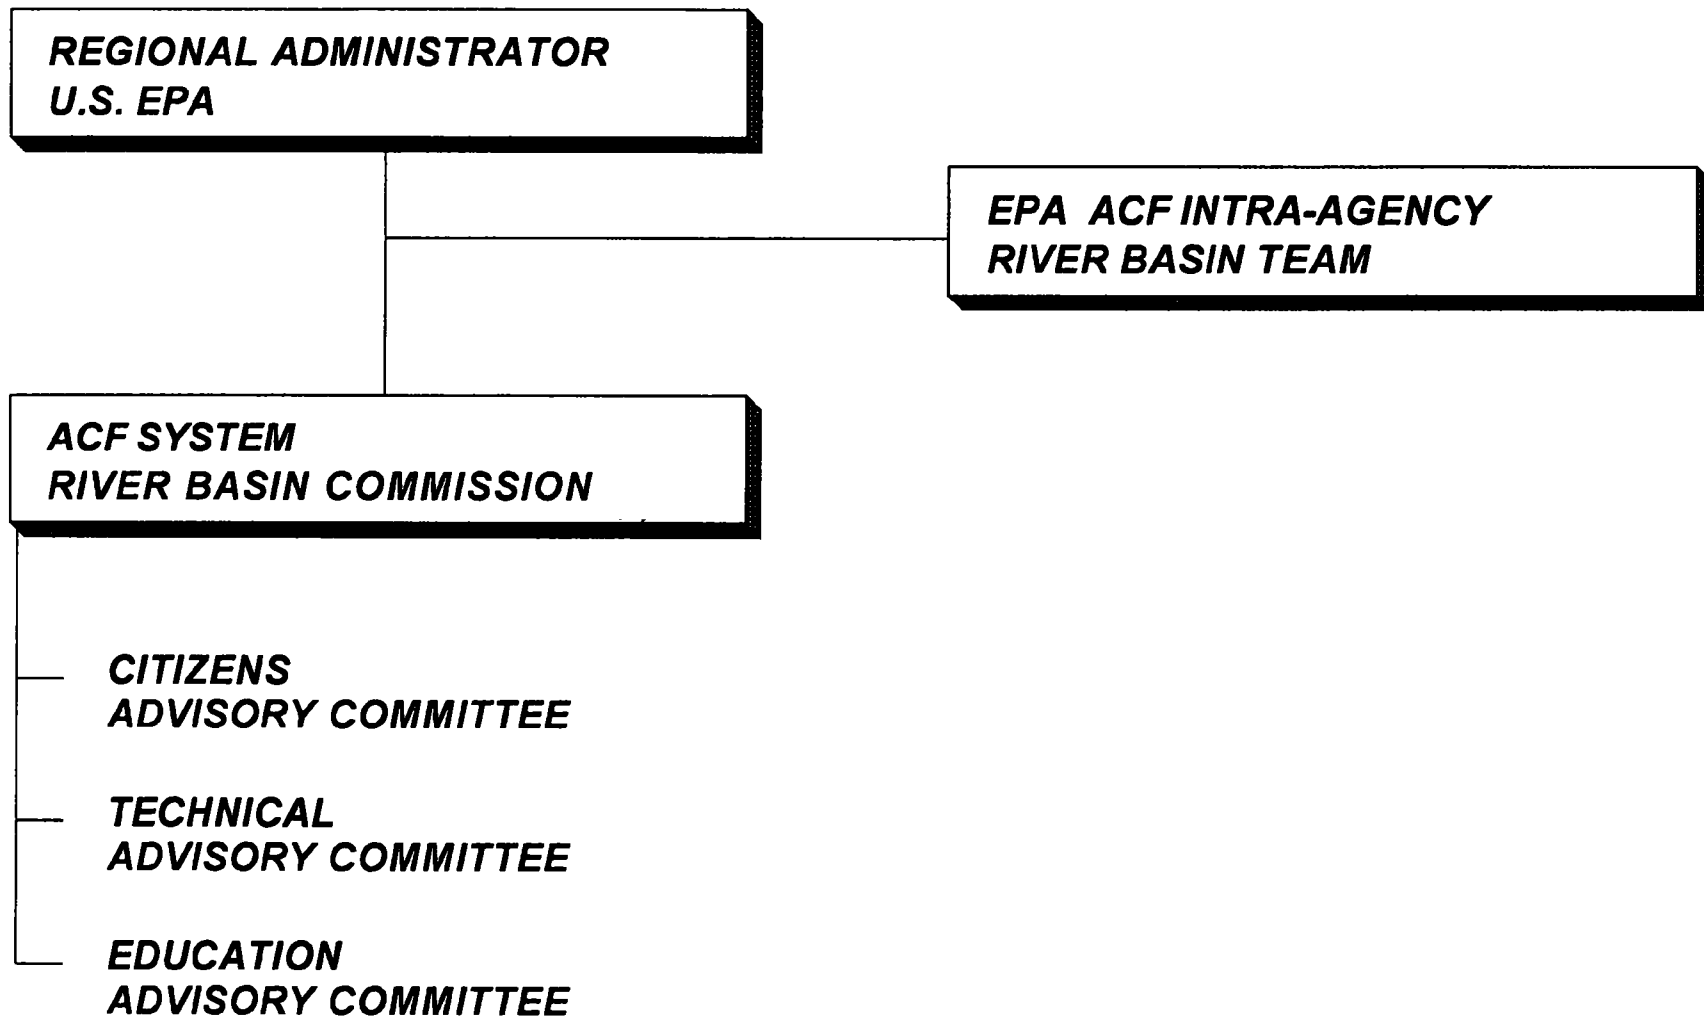 REGIONAL ADMINISTRATOR
U.S. EPA
EPA ACF INTRA-AGENCY
RIVER BASIN TEAM
ACF SYSTEM
RIVER BASIN COMMISSION
CITIZENS
ADVISORY COMMITTEE
TECHNICAL
ADVISORY COMMITTEE
EDUCATION
ADVISORY COMMITTEE